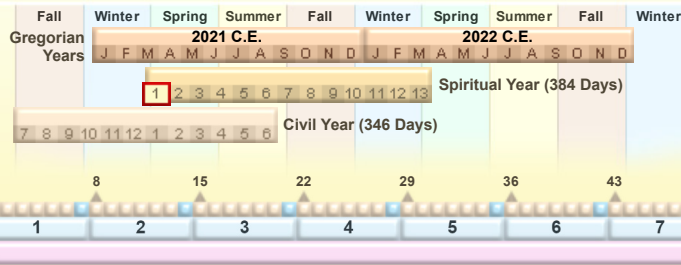 Fall Winter Spring Summer Fall Winter Spring Summer Fall Winter
Gregorian Years
2021 C.E. 2022 C.E.
J F M A M J J A S O N D J F M A M J J A S O N D
1 2 3 4 5 6 7 8 9 10 11 12 13
Spiritual Year (384 Days)
7 8 9 10 11 12 1 2 3 4 5 6
Civil Year (346 Days)
8 15 22 29 36 43
1 2 3 4 5 6 7